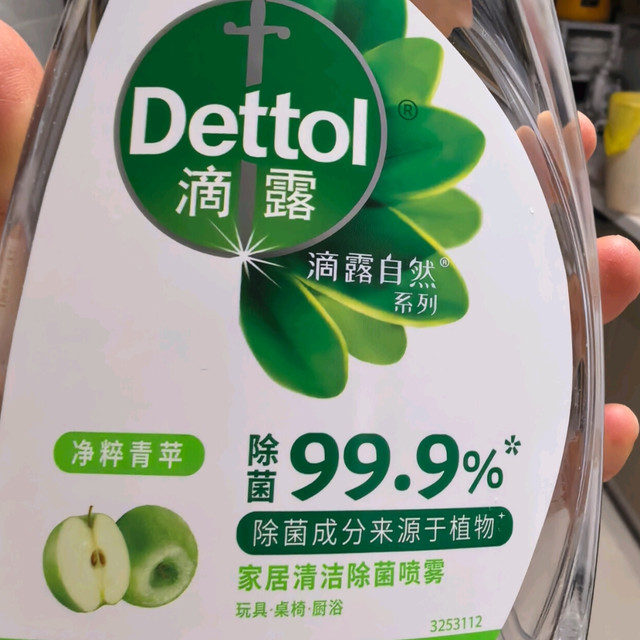 Dettol®
滴露
滴露自然®
系列
净粹青苹
除菌99.9%*
除菌成分来源于植物+
家居清洁除菌喷雾
玩具·桌椅·厨浴
3253112